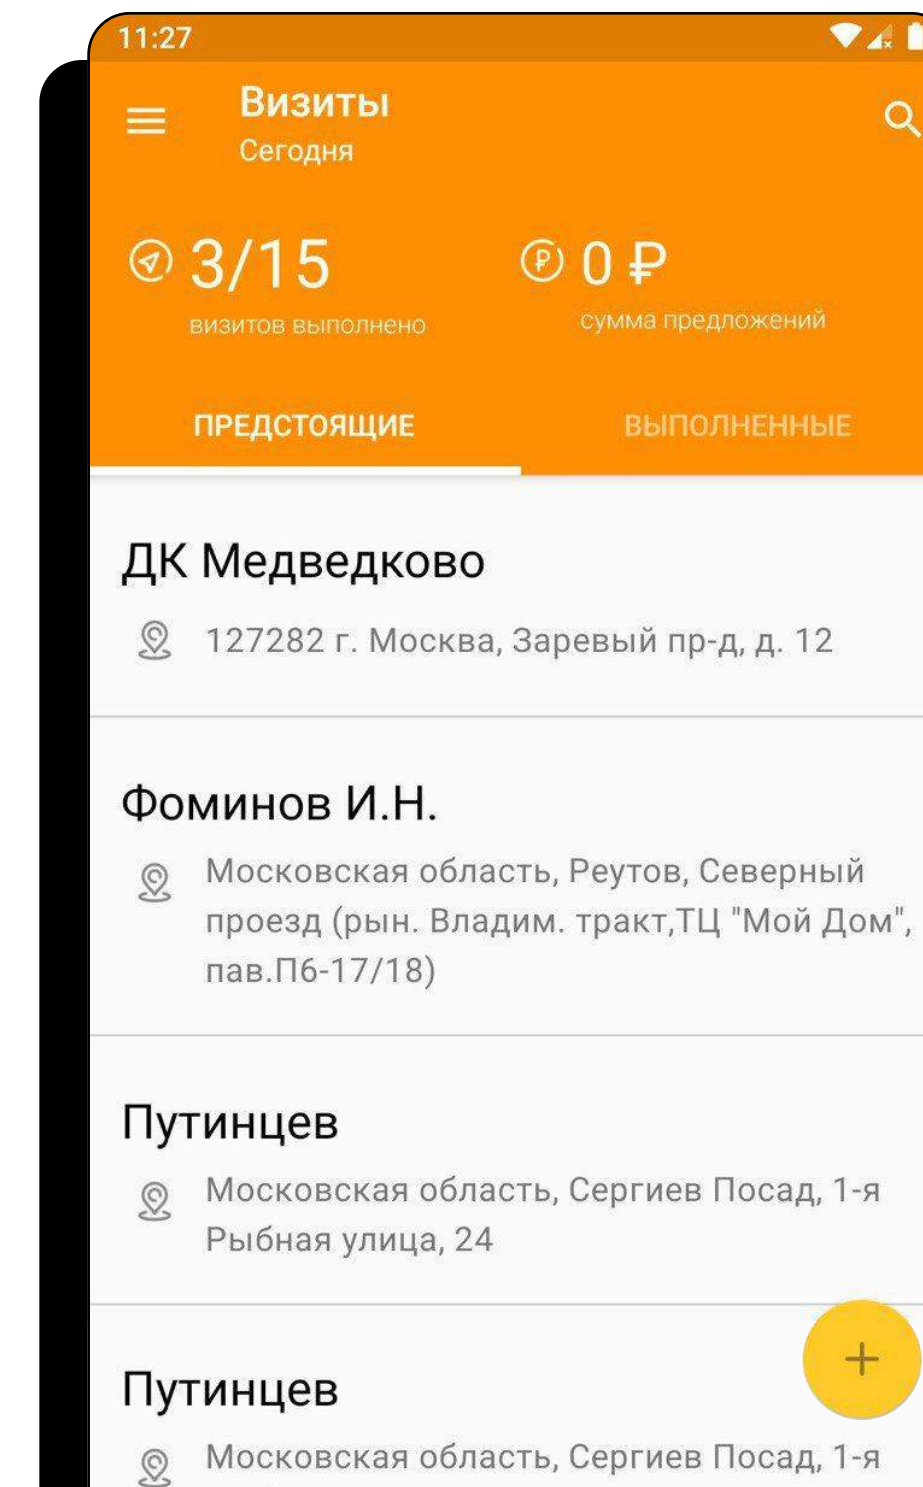 11:27
Визиты
Сегодня
3/15
0 ₽
визитов выполнено
сумма предложений
ПРЕДСТОЯЩИЕ
ВЫПОЛНЕННЫЕ
ДК Медведково
127282 г. Москва, Заревый пр-д, д. 12
Фоминов И.Н.
Московская область, Реутов, Северный
проезд (рын. Владим. тракт,ТЦ "Мой Дом",
пав.П6-17/18)
Путинцев
Московская область, Сергиев Посад, 1-я
Рыбная улица, 24
Путинцев
Московская область, Сергиев Посад, 1-я